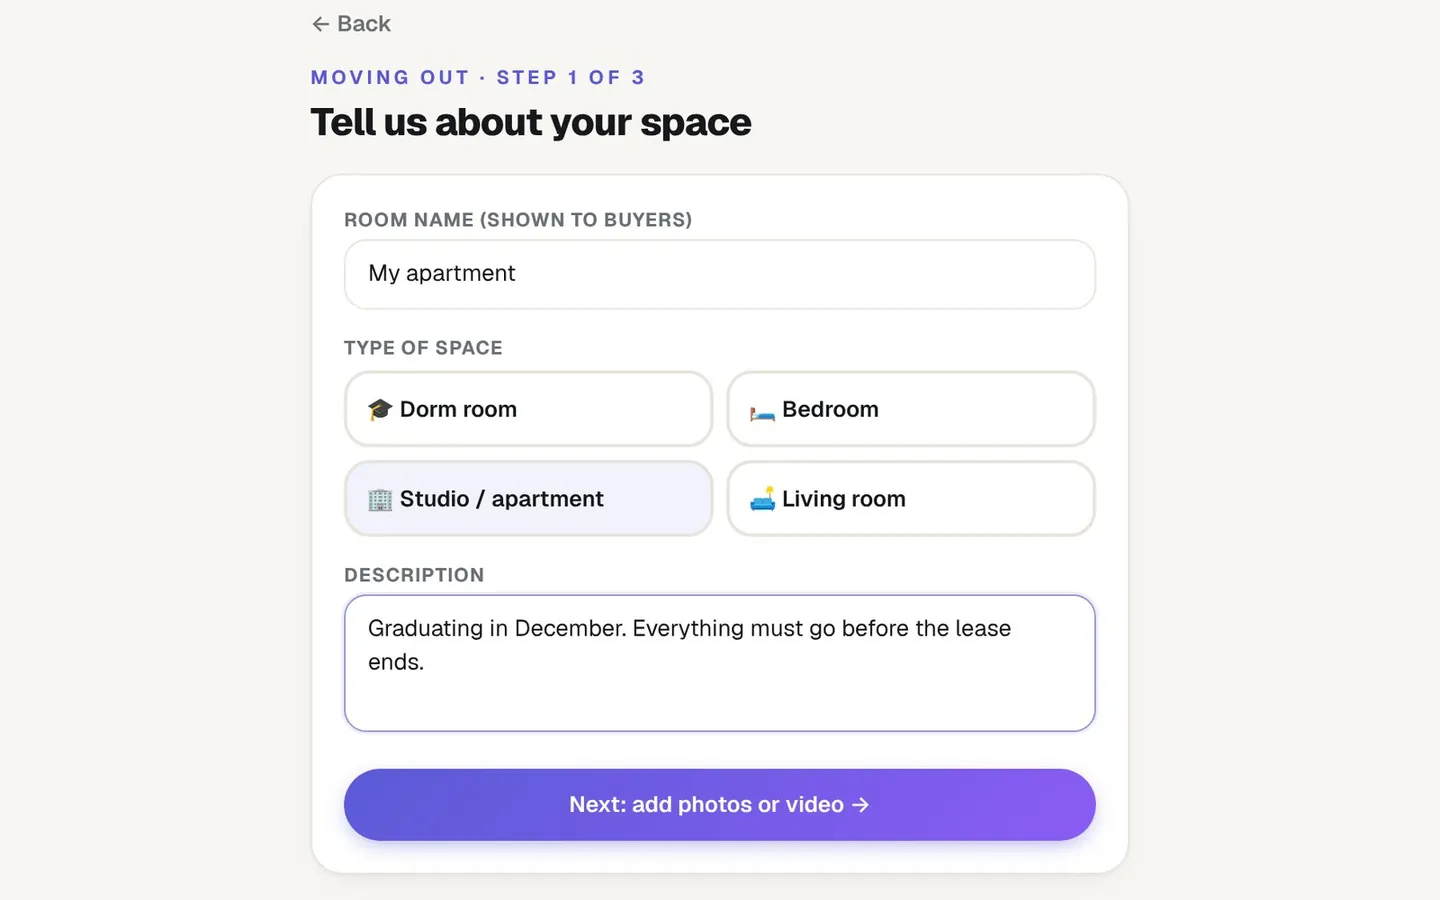 ← Back
MOVING OUT · STEP 1 OF 3
Tell us about your space
ROOM NAME (SHOWN TO BUYERS)
My apartment
TYPE OF SPACE
🎓 Dorm room
🛏️ Bedroom
🏢 Studio / apartment
🛋️ Living room
DESCRIPTION
Graduating in December. Everything must go before the lease
ends.
Next: add photos or video →